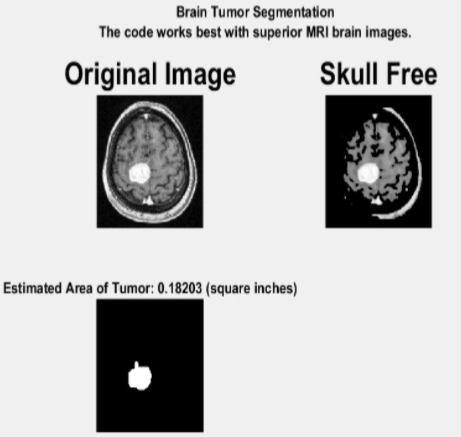 Brain Tumor Segmentation
The code works best with superior MRI brain images.
Original Image
Skull Free
Estimated Area of Tumor: 0.18203 (square inches)